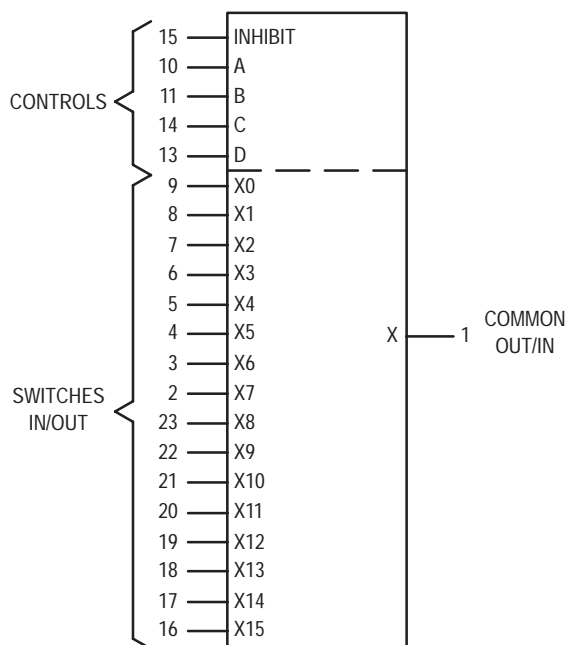 15 INHIBIT
10 A
11 B
CONTROLS
14 C
13 D
9 X0
8 X1
7 X2
6 X3
5 X4
4 X5
X 1 COMMON
OUT/IN
3 X6
2 X7
SWITCHES
IN/OUT
23 X8
22 X9
21 X10
20 X11
19 X12
18 X13
17 X14
16 X15